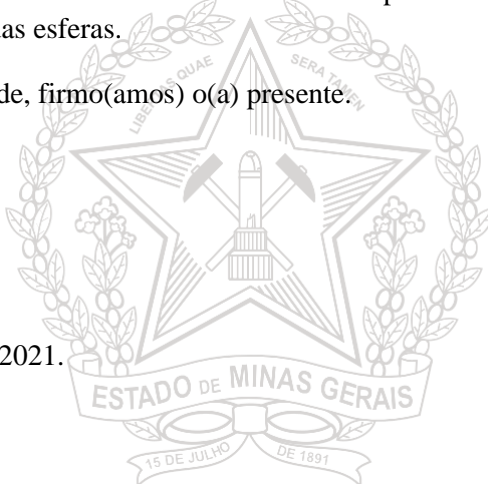 as esferas.
de, firmo(amos) o(a) presente.
LIBERTAS QUAE SERA TAMEN
2021.
ESTADO DE MINAS GERAIS
15 DE JULHO DE 1891